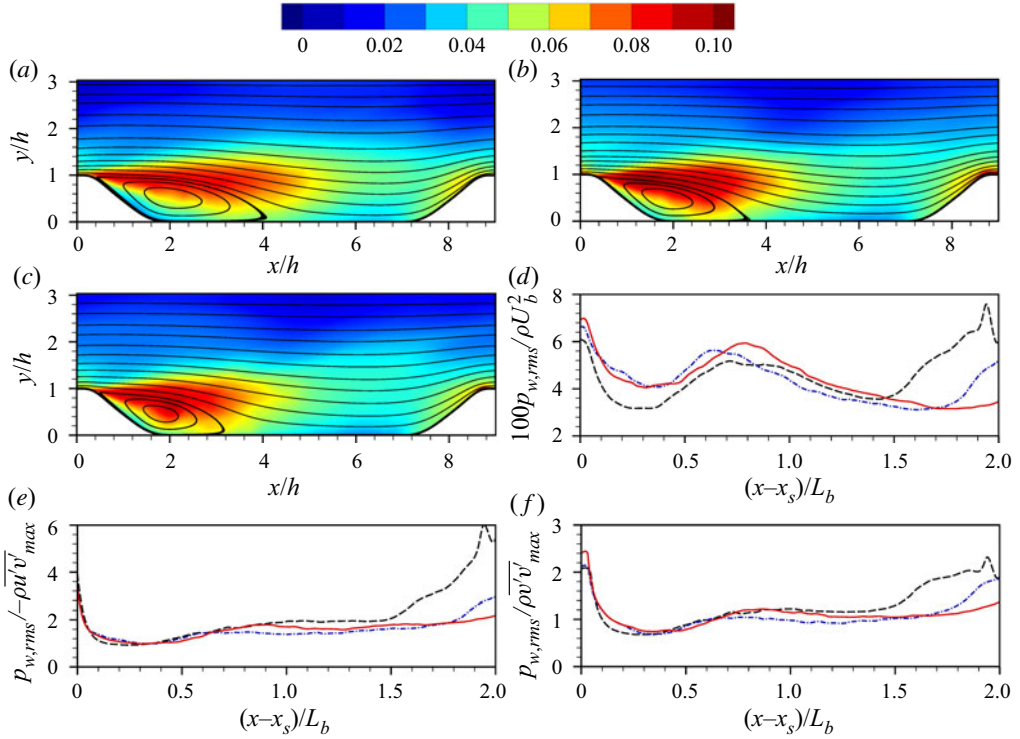 0 0.02 0.04 0.06 0.08 0.10
(a) (b)
3 3
2 2
y/h
1 1
0 0
0 2 4 6 8 0 2 4 6 8
x/h x/h
(c) (d)
3 8
2 6
y/h 100p_{w,rms}/ρU_b^2
1 4
0 2
0 2 4 6 8 0 0.5 1.0 1.5 2.0
x/h (x–x_s)/L_b
(e) (f)
6 3
4 2
p_{w,rms}/–ρ\overline{u'v'}_{max} p_{w,rms}/ρ\overline{v'v'}_{max}
2 1
0 0
0 0.5 1.0 1.5 2.0 0 0.5 1.0 1.5 2.0
(x–x_s)/L_b (x–x_s)/L_b